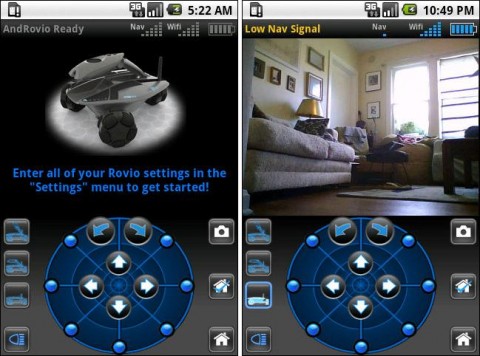 3G
5:22 AM
AndRovio Ready
Nav
Wifi
Enter all of your Rovio settings in the
"Settings" menu to get started!
3G
10:49 PM
Low Nav Signal
Nav
Wifi